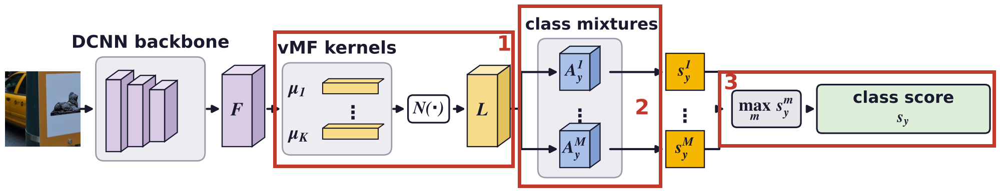 DCNN backbone
F
vMF kernels
1
μ1
⋮
μK
N(·)
L
class mixtures
A_y^1
⋮
A_y^M
2
s_y^1
⋮
s_y^M
3
max_m s_y^m
class score
s_y